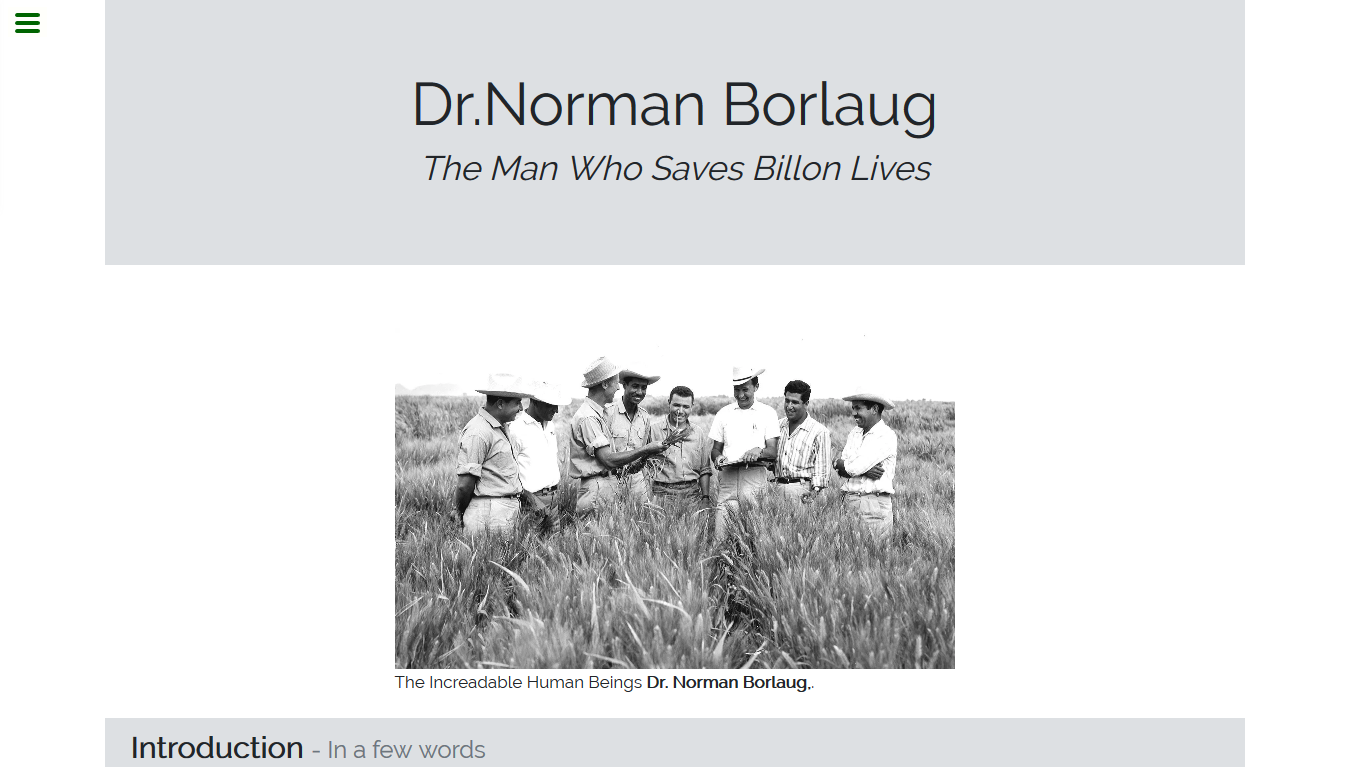 Dr.Norman Borlaug
The Man Who Saves Billon Lives
The Increadable Human Beings Dr. Norman Borlaug,.
Introduction - In a few words